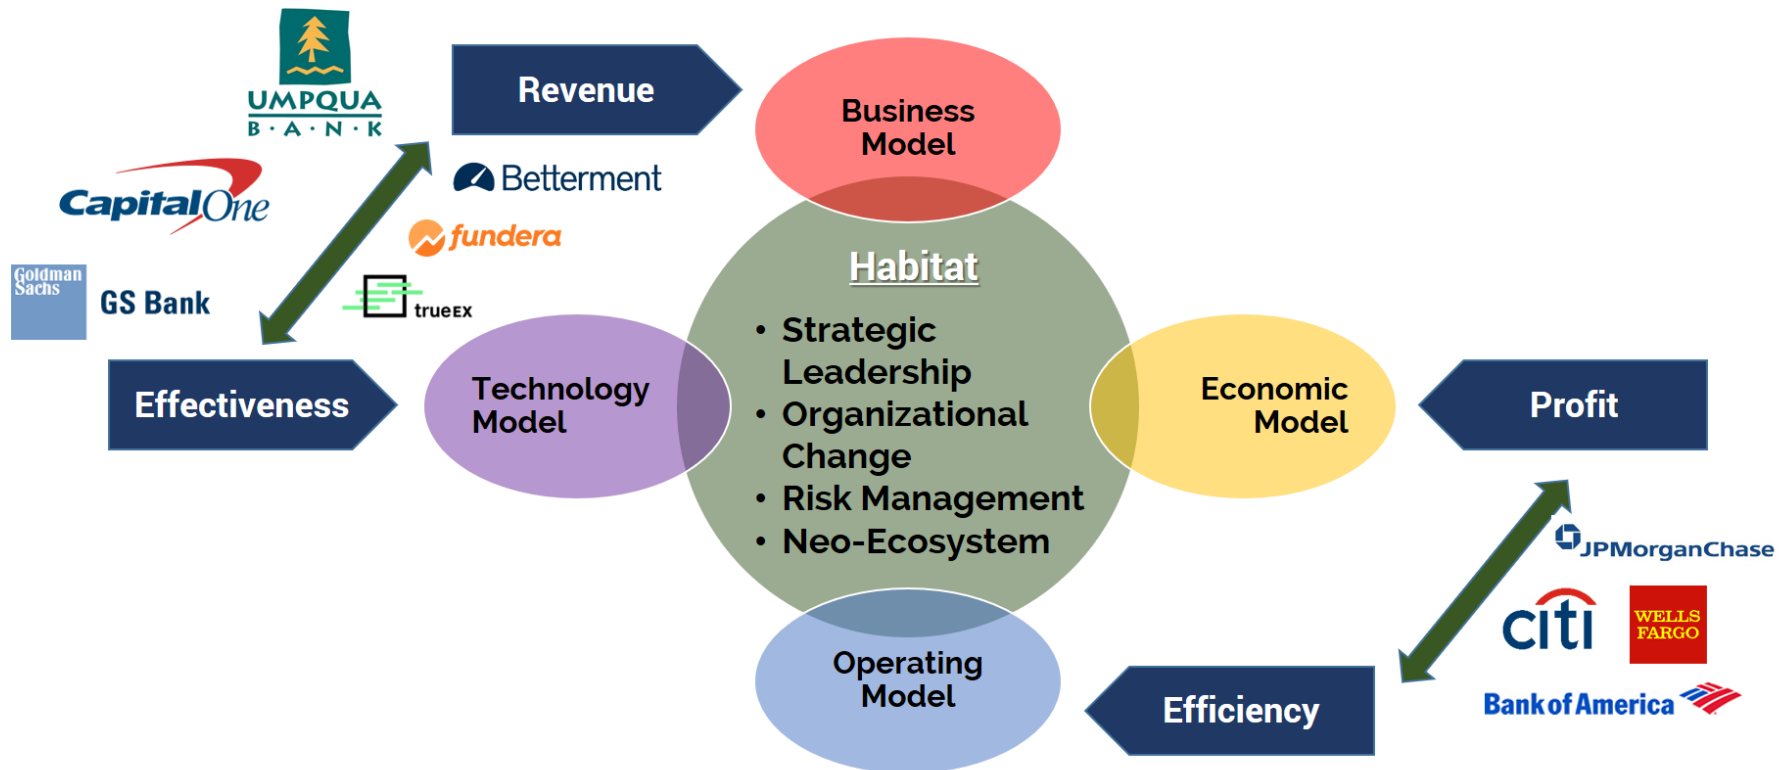 UMPQUA
B·A·N·K
Revenue
Business
Model
CapitalOne
Betterment
fundera
Goldman
Sachs
GS Bank
trueEX
Habitat
Effectiveness
Technology
Model
• Strategic
Leadership
• Organizational
Change
• Risk Management
• Neo-Ecosystem
Economic
Model
Profit
JPMorganChase
citi
WELLS
FARGO
Operating
Model
Efficiency
Bank of America